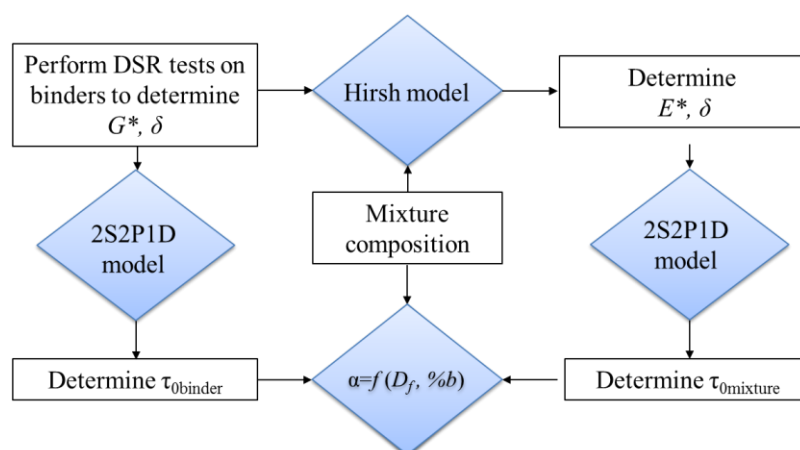 Perform DSR tests on
binders to determine
G*, δ
Hirsh model
Determine
E*, δ
2S2P1D
model
Mixture
composition
2S2P1D
model
Determine τ0binder
α=f (Df, %b)
Determine τ0mixture